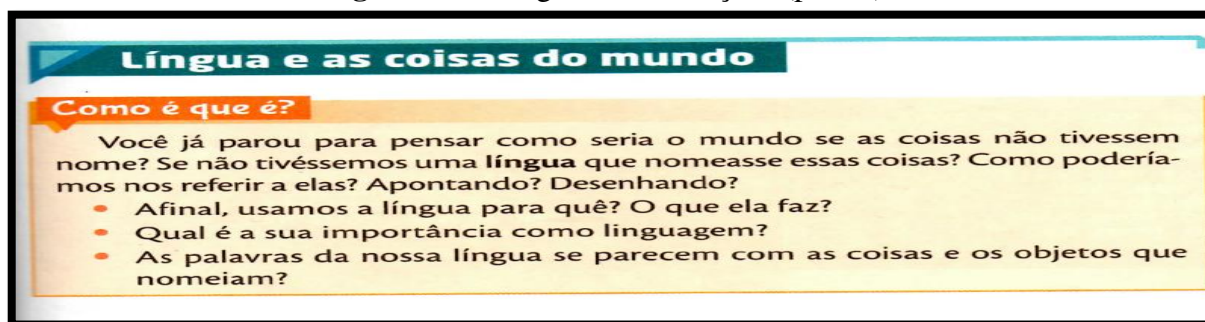 Língua e as coisas do mundo
Como é que é?
Você já parou para pensar como seria o mundo se as coisas não tivessem
nome? Se não tivéssemos uma língua que nomeasse essas coisas? Como podería-
mos nos referir a elas? Apontando? Desenhando?
• Afinal, usamos a língua para quê? O que ela faz?
• Qual é a sua importância como linguagem?
• As palavras da nossa língua se parecem com as coisas e os objetos que
nomeiam?